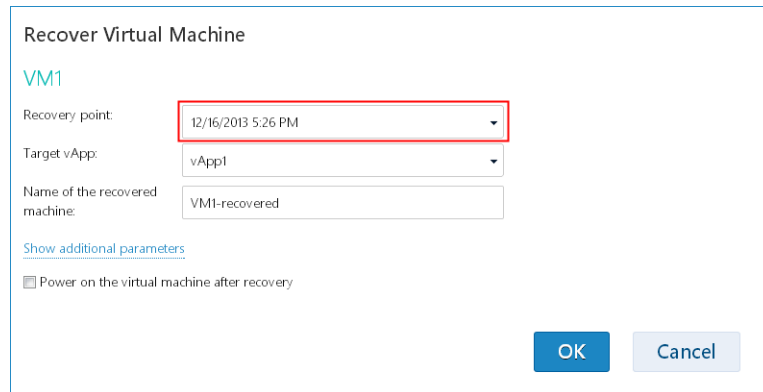 Recover Virtual Machine
VM1
Recovery point:
12/16/2013 5:26 PM
Target vApp:
vApp1
Name of the recovered
machine:
VM1-recovered
Show additional parameters
Power on the virtual machine after recovery
OK
Cancel